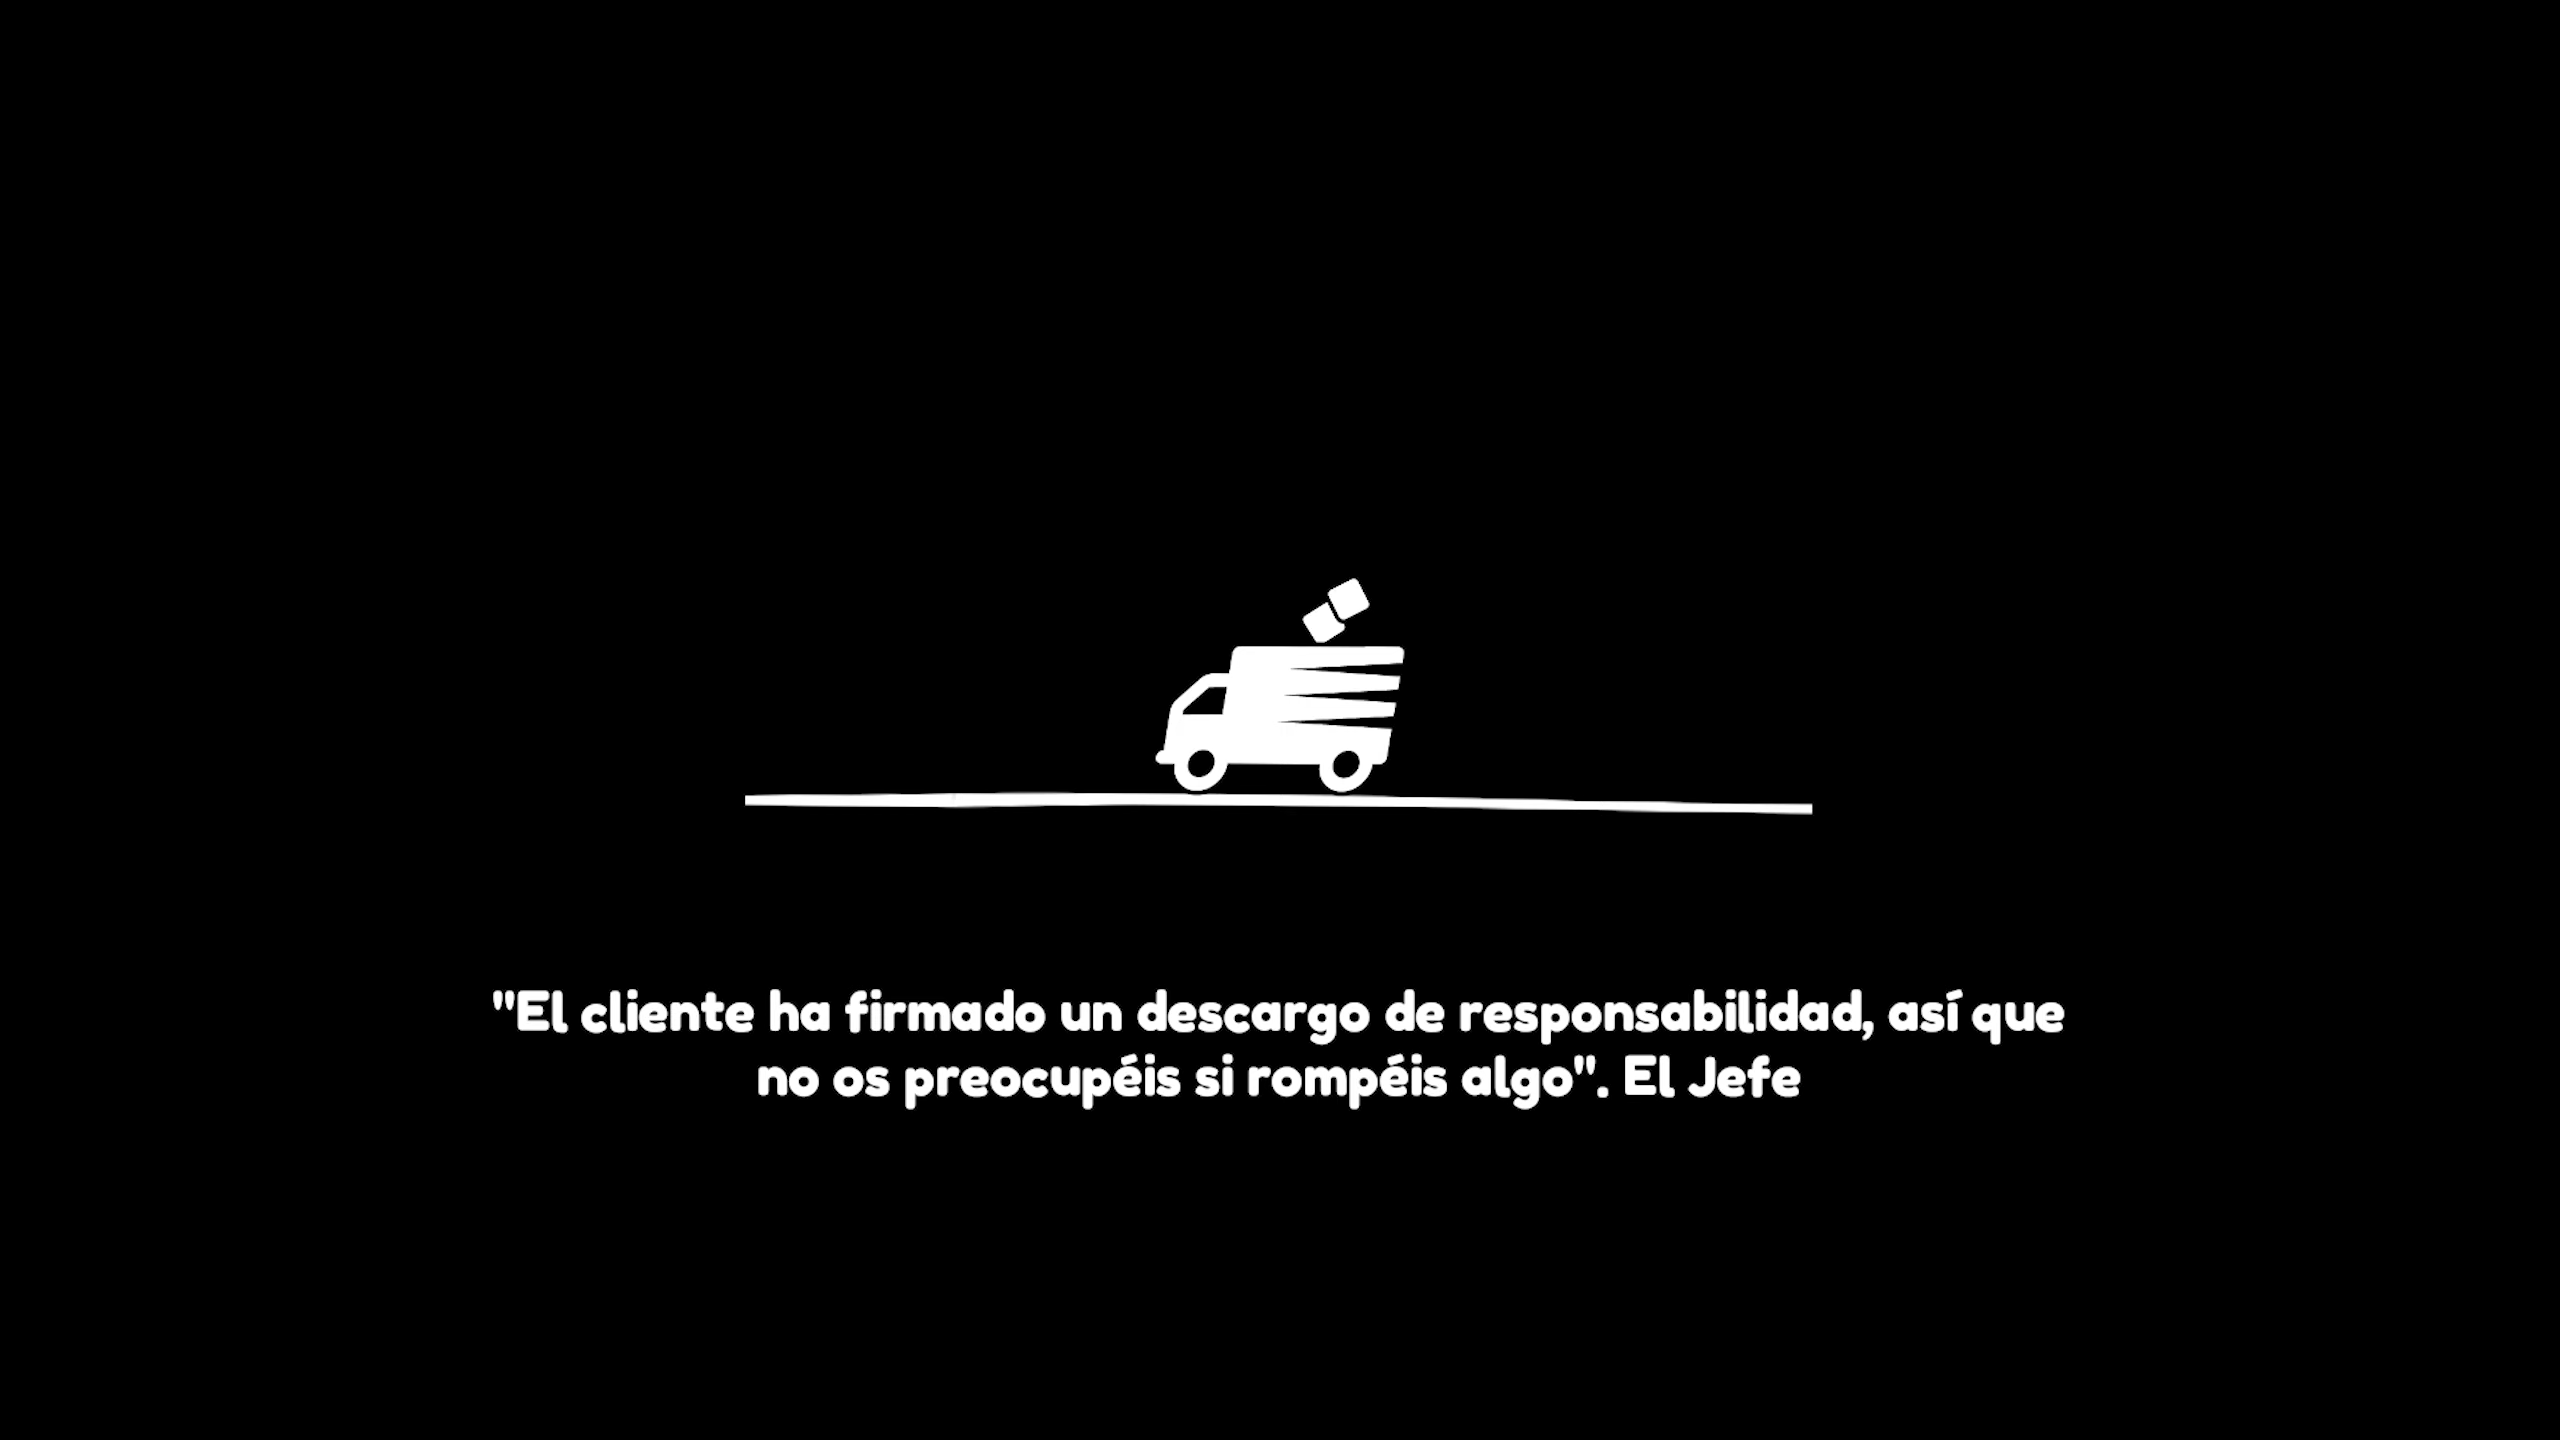 "El cliente ha firmado un descargo de responsabilidad, así que
no os preocupéis si rompéis algo". El Jefe